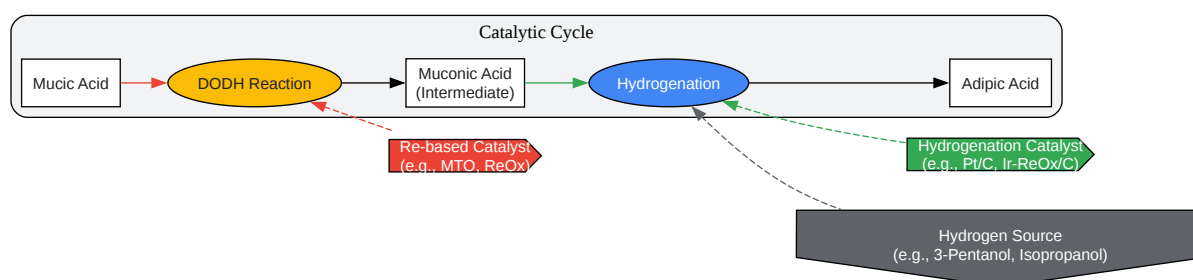 Catalytic Cycle
Mucic Acid
DODH Reaction
Muconic Acid
(Intermediate)
Hydrogenation
Adipic Acid
Re-based Catalyst
(e.g., MTO, ReOx)
Hydrogenation Catalyst
(e.g., Pt/C, Ir-ReOx/C)
Hydrogen Source
(e.g., 3-Pentanol, Isopropanol)